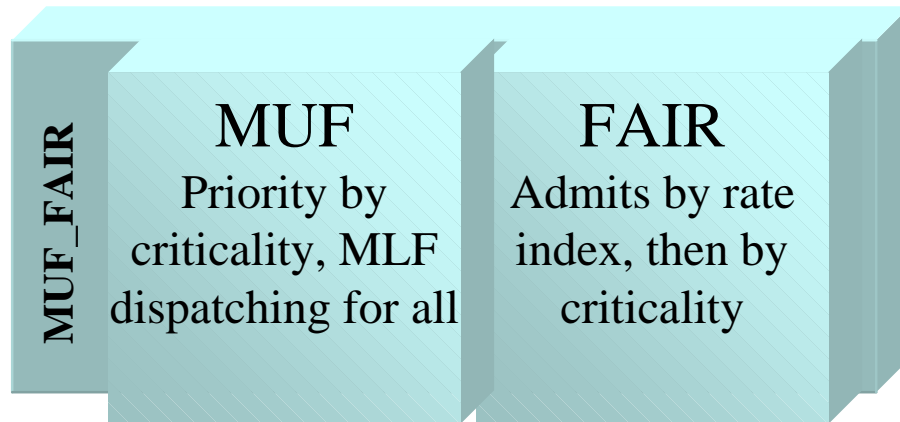 MUF_FAIR
MUF
Priority by
criticality, MLF
dispatching for all
FAIR
Admits by rate
index, then by
criticality